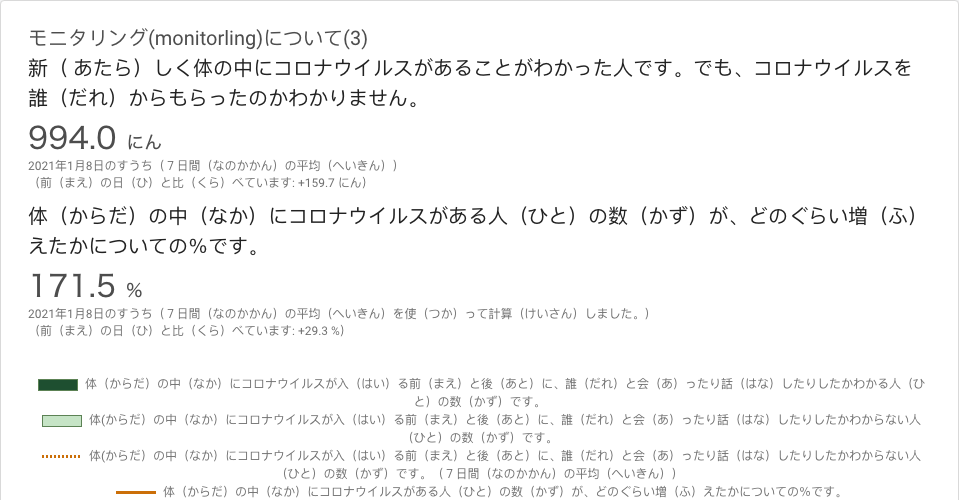 モニタリング(monitorling)について(3)
新（ あたら）しく体の中にコロナウイルスがあることがわかった人です。でも、コロナウイルスを
誰（だれ）からもらったのかわかりません。
994.0 にん
2021年1月8日のすうち（７日間（なのかかん）の平均（へいきん））
（前（まえ）の日（ひ）と比（くら）べています: +159.7 にん）
体（からだ）の中（なか）にコロナウイルスがある人（ひと）の数（かず）が、どのぐらい増（ふ）
えたかについての%です。
171.5 %
2021年1月8日のすうち（７日間（なのかかん）の平均（へいきん）を使（つか）って計算（けいさん）しました。）
（前（まえ）の日（ひ）と比（くら）べています: +29.3 %）
体（からだ）の中（なか）にコロナウイルスが入（はい）る前（まえ）と後（あと）に、誰（だれ）と会（あ）ったり話（はな）したりしたかわかる人（ひ
と）の数（かず）です。
体(からだ）の中（なか）にコロナウイルスが入（はい）る前（まえ）と後（あと）に、誰（だれ）と会（あ）ったり話（はな）したりしたかわからない人
（ひと）の数（かず）です。
体(からだ）の中（なか）にコロナウイルスが入（はい）る前（まえ）と後（あと）に、誰（だれ）と会（あ）ったり話（はな）したりしたかわからない人
（ひと）の数（かず）です。（７日間（なのかかん）の平均（へいきん））
体（からだ）の中（なか）にコロナウイルスがある人（ひと）の数（かず）が、どのぐらい増（ふ）えたかについての%です。